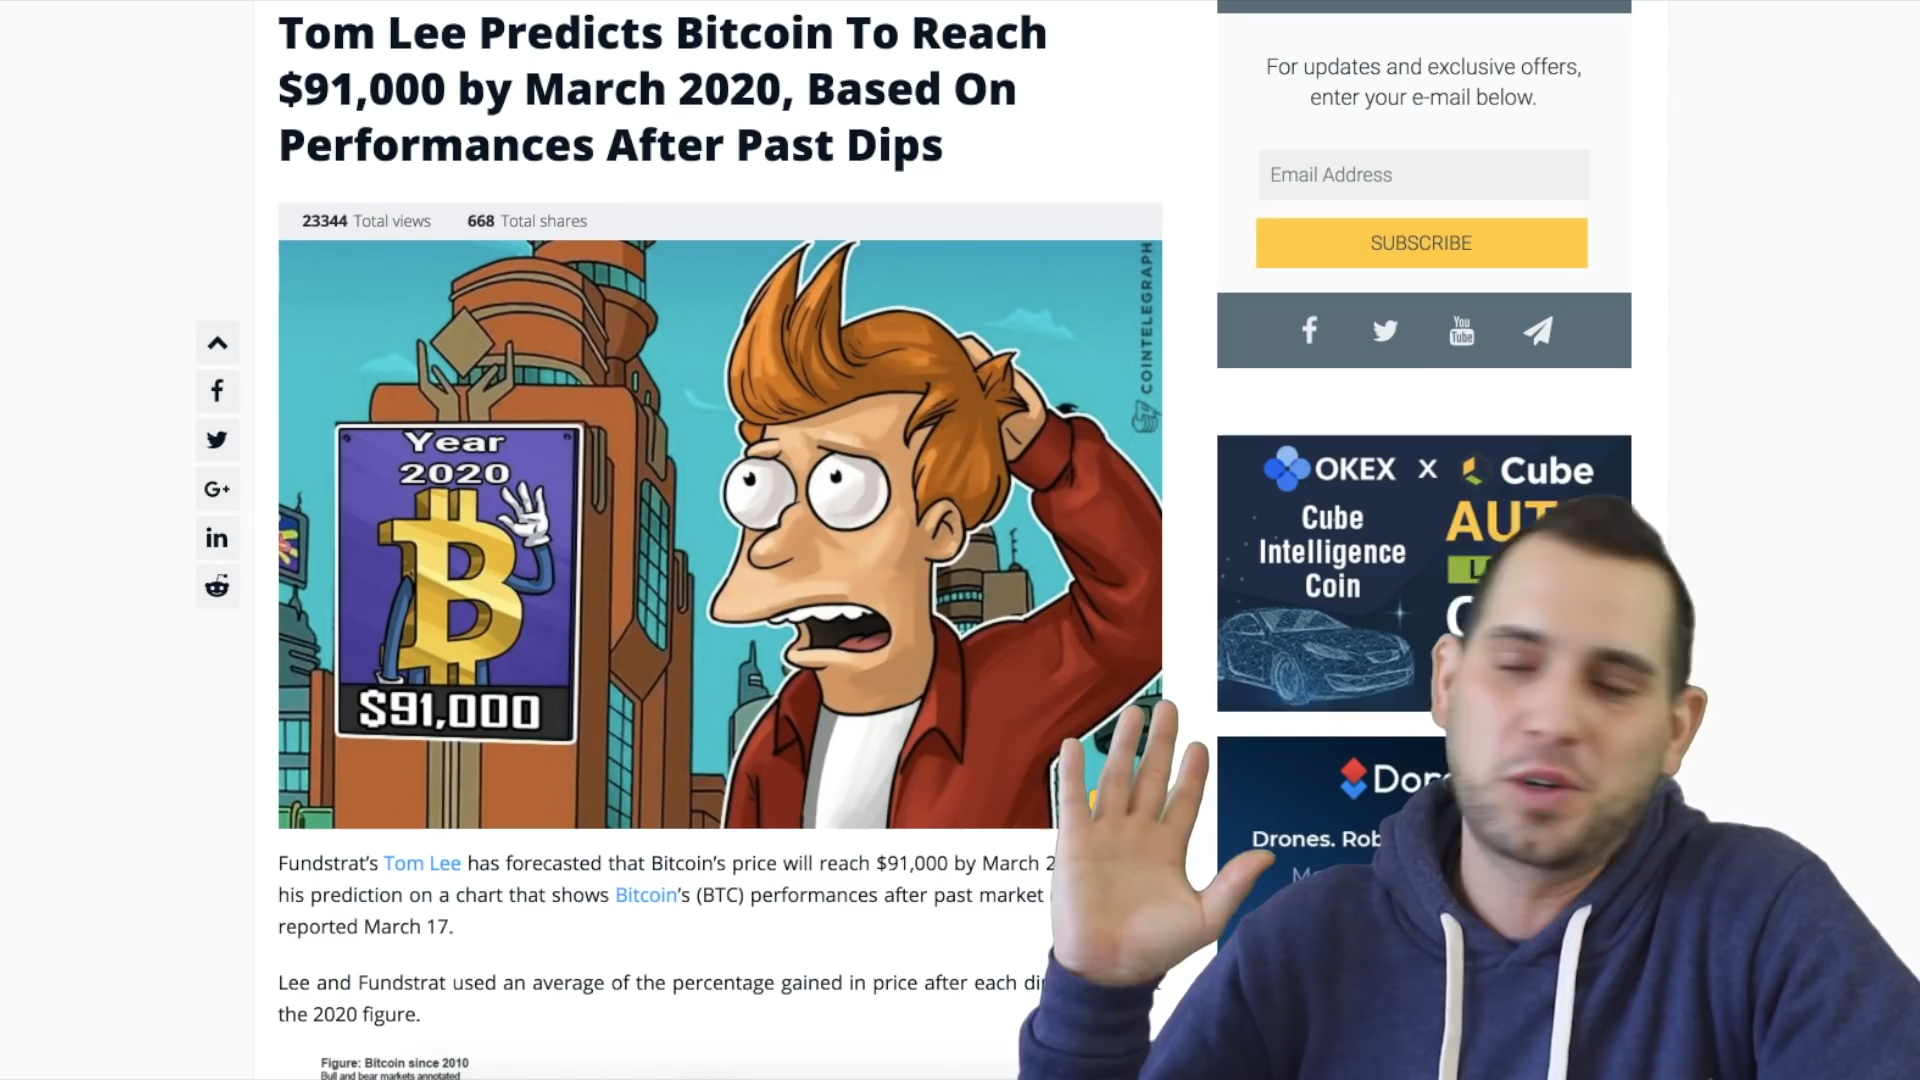 Tom Lee Predicts Bitcoin To Reach
$91,000 by March 2020, Based On
Performances After Past Dips
23344 Total views 668 Total shares
COINTELEGRAPH
Year
2020
$91,000
Fundstrat's Tom Lee has forecasted that Bitcoin's price will reach $91,000 by March
his prediction on a chart that shows Bitcoin's (BTC) performances after past market
reported March 17.
Lee and Fundstrat used an average of the percentage gained in price after each
the 2020 figure.
Figure: Bitcoin since 2010
Bull and bear markets annotated
For updates and exclusive offers,
enter your e-mail below.
Email Address
SUBSCRIBE
You
Tube
OKEX X Cube
Cube
Intelligence
Coin
Drones.